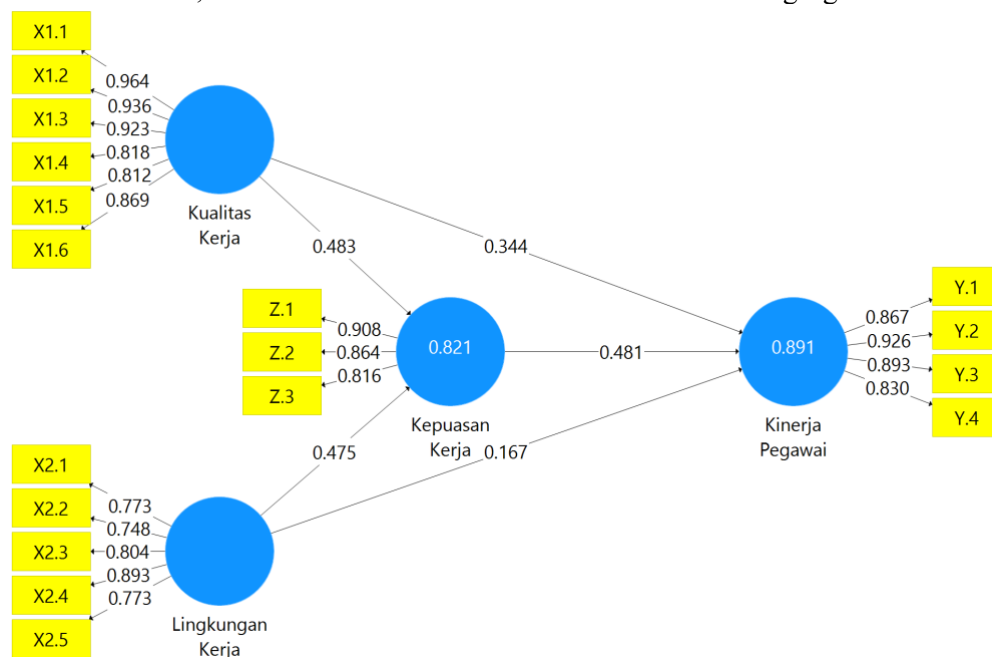 X1.1
X1.2
X1.3
X1.4
X1.5
X1.6
0.964
0.936
0.923
0.818
0.812
0.869
Kualitas
Kerja
0.483
0.344
Z.1
Z.2
Z.3
0.908
0.864
0.816
0.821
Kepuasan
Kerja
0.481
0.891
Kinerja
Pegawai
0.867
0.926
0.893
0.830
Y.1
Y.2
Y.3
Y.4
0.475
0.167
X2.1
X2.2
X2.3
X2.4
X2.5
0.773
0.748
0.804
0.893
0.773
Lingkungan
Kerja